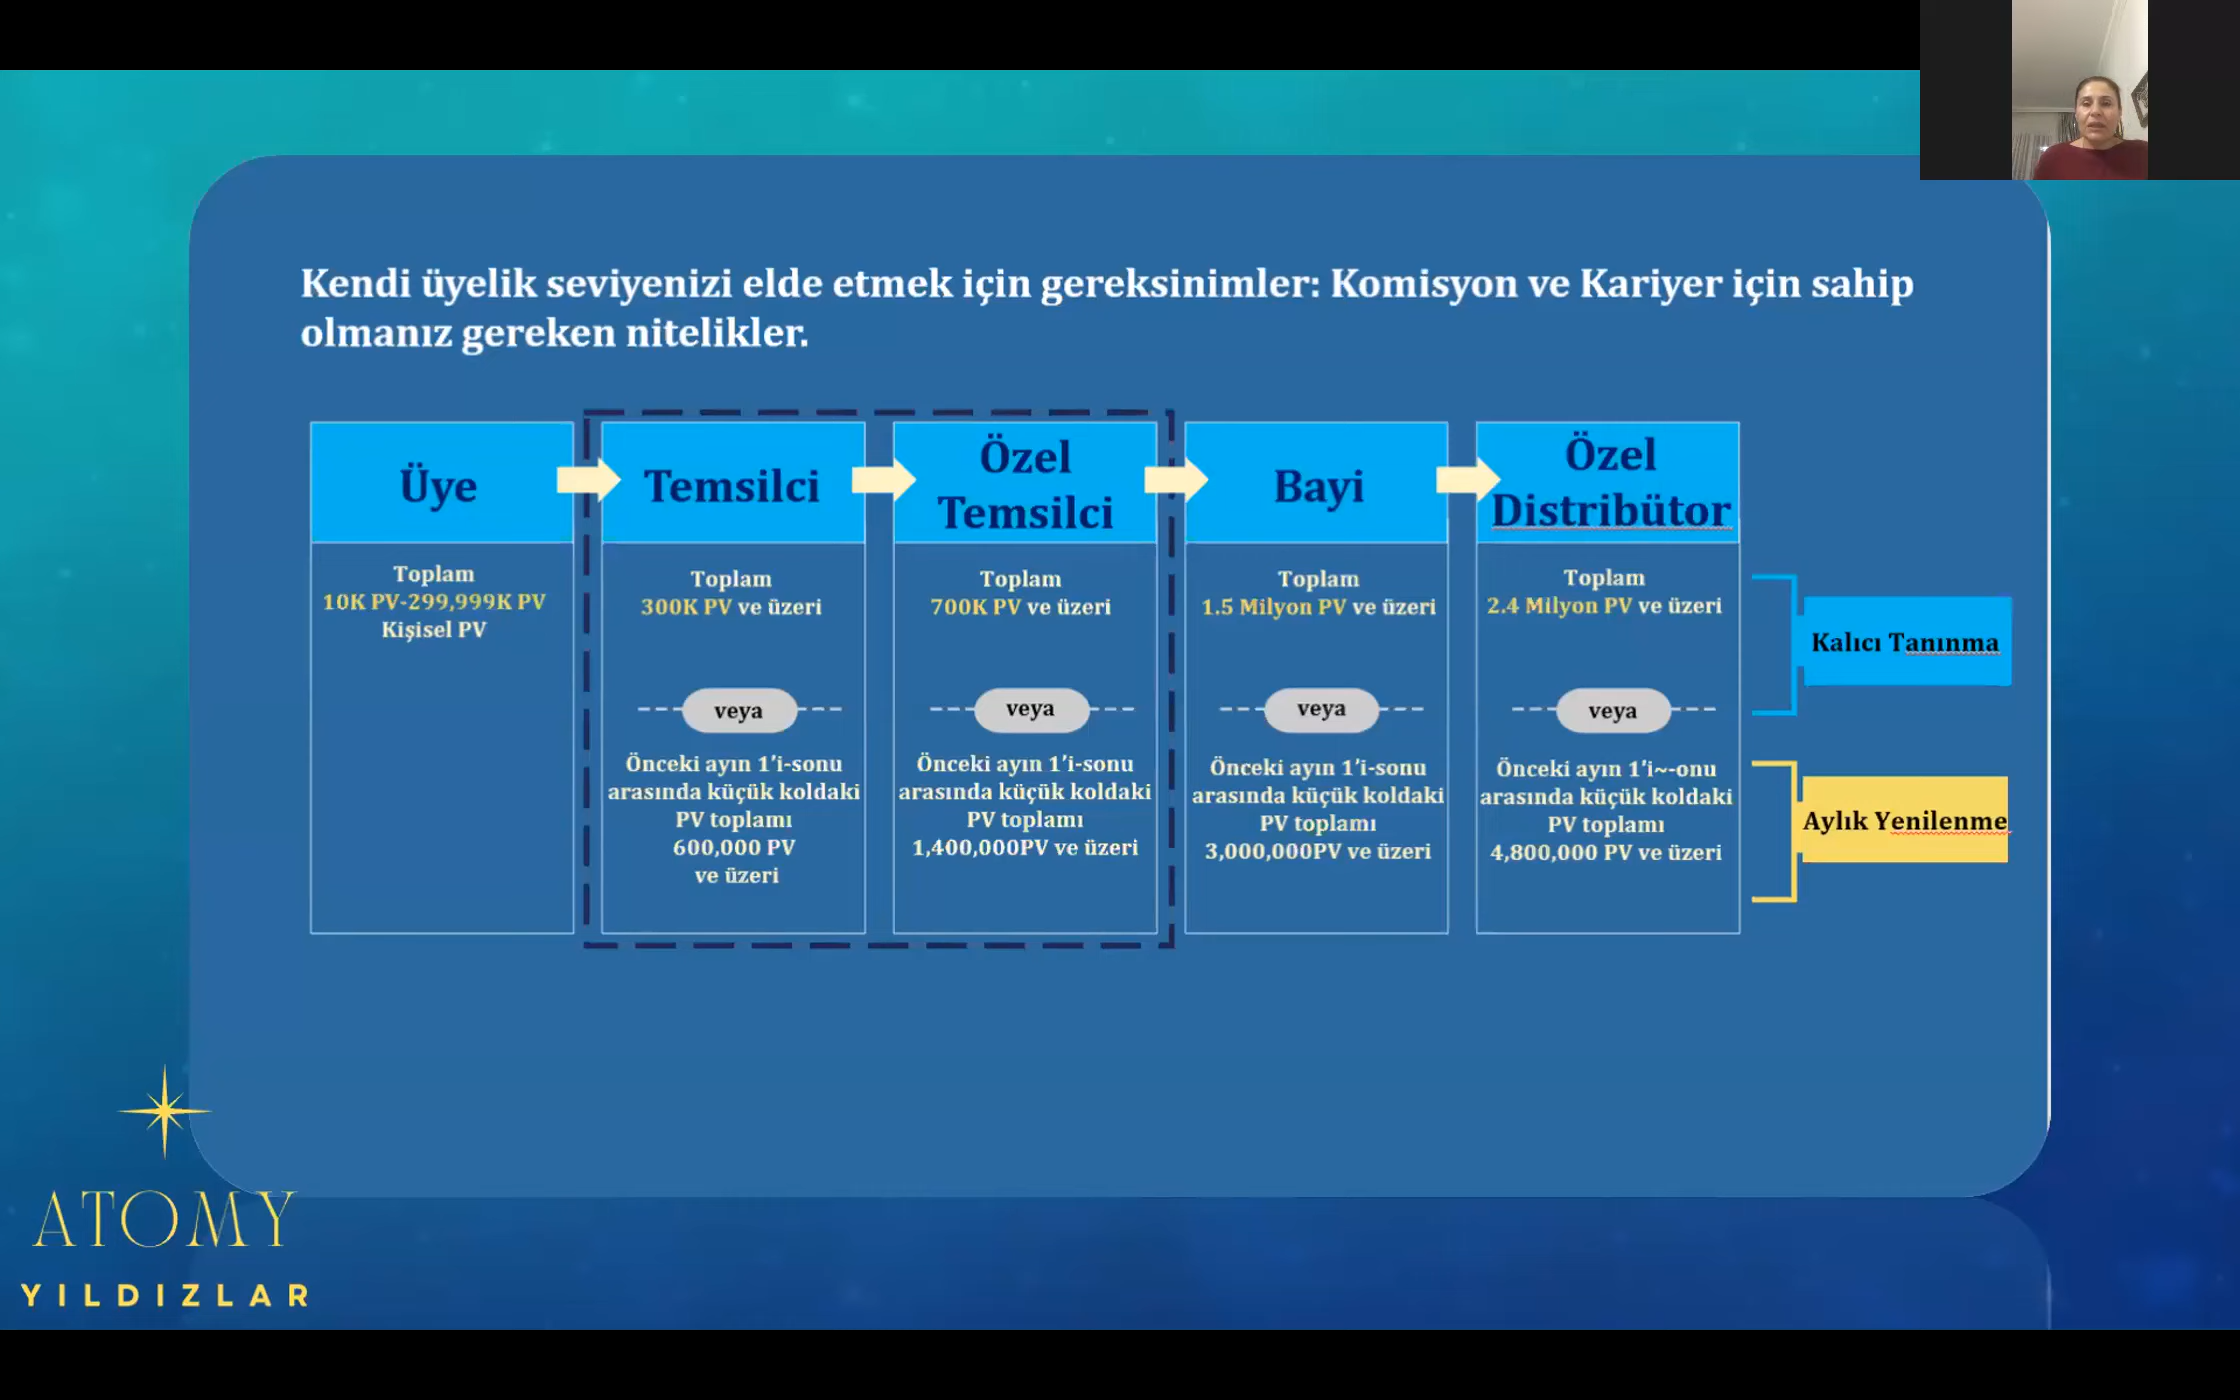 Kendi üyelik seviyenizi elde etmek için gereksinimler: Komisyon ve Kariyer için sahip
olmanız gereken nitelikler.
Üye
Toplam
10K PV-299,999K PV
Kişisel PV
Temsilci
Toplam
300K PV ve üzeri
veya
Önceki ayın 1’i-sonu
arasında küçük koldaki
PV toplamı
600,000 PV
ve üzeri
Özel
Temsilci
Toplam
700K PV ve üzeri
veya
Önceki ayın 1’i-sonu
arasında küçük koldaki
PV toplamı
1,400,000PV ve üzeri
Bayi
Toplam
1.5 Milyon PV ve üzeri
veya
Önceki ayın 1’i-sonu
arasında küçük koldaki
PV toplamı
3,000,000PV ve üzeri
Özel
Distribütor
Toplam
2.4 Milyon PV ve üzeri
veya
Önceki ayın 1’i~-onu
arasında küçük koldaki
PV toplamı
4,800,000 PV ve üzeri
Kalıcı Tanınma
Aylık Yenilenme
ATOMY
YILDIZLAR